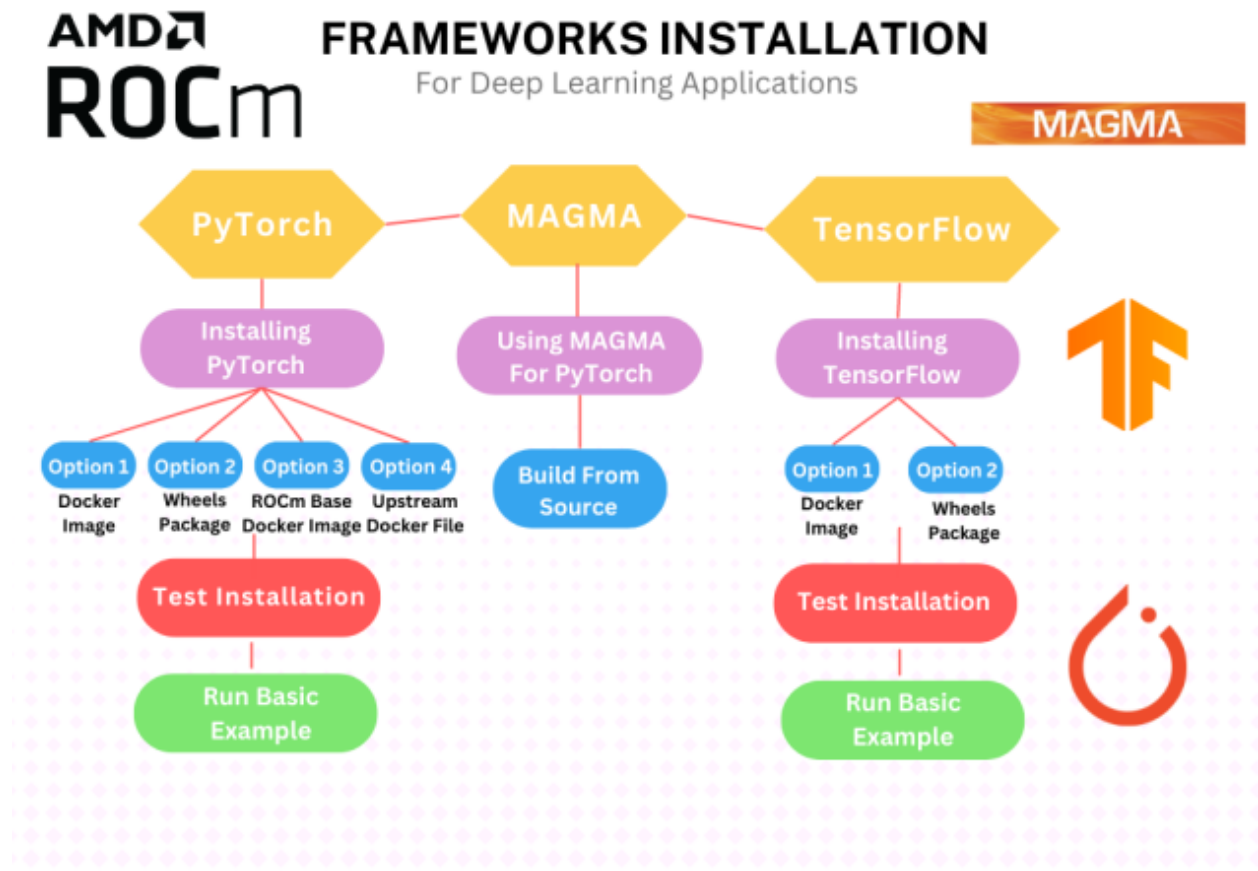 AMD
ROCm
FRAMEWORKS INSTALLATION
For Deep Learning Applications
MAGMA
PyTorch
MAGMA
TensorFlow
Installing
PyTorch
Using MAGMA
For PyTorch
Installing
TensorFlow
Option 1
Docker
Image
Option 2
Wheels
Package
Option 3
ROCm Base
Docker Image
Option 4
Upstream
Docker File
Build From
Source
Option 1
Docker
Image
Option 2
Wheels
Package
Test Installation
Test Installation
Run Basic
Example
Run Basic
Example